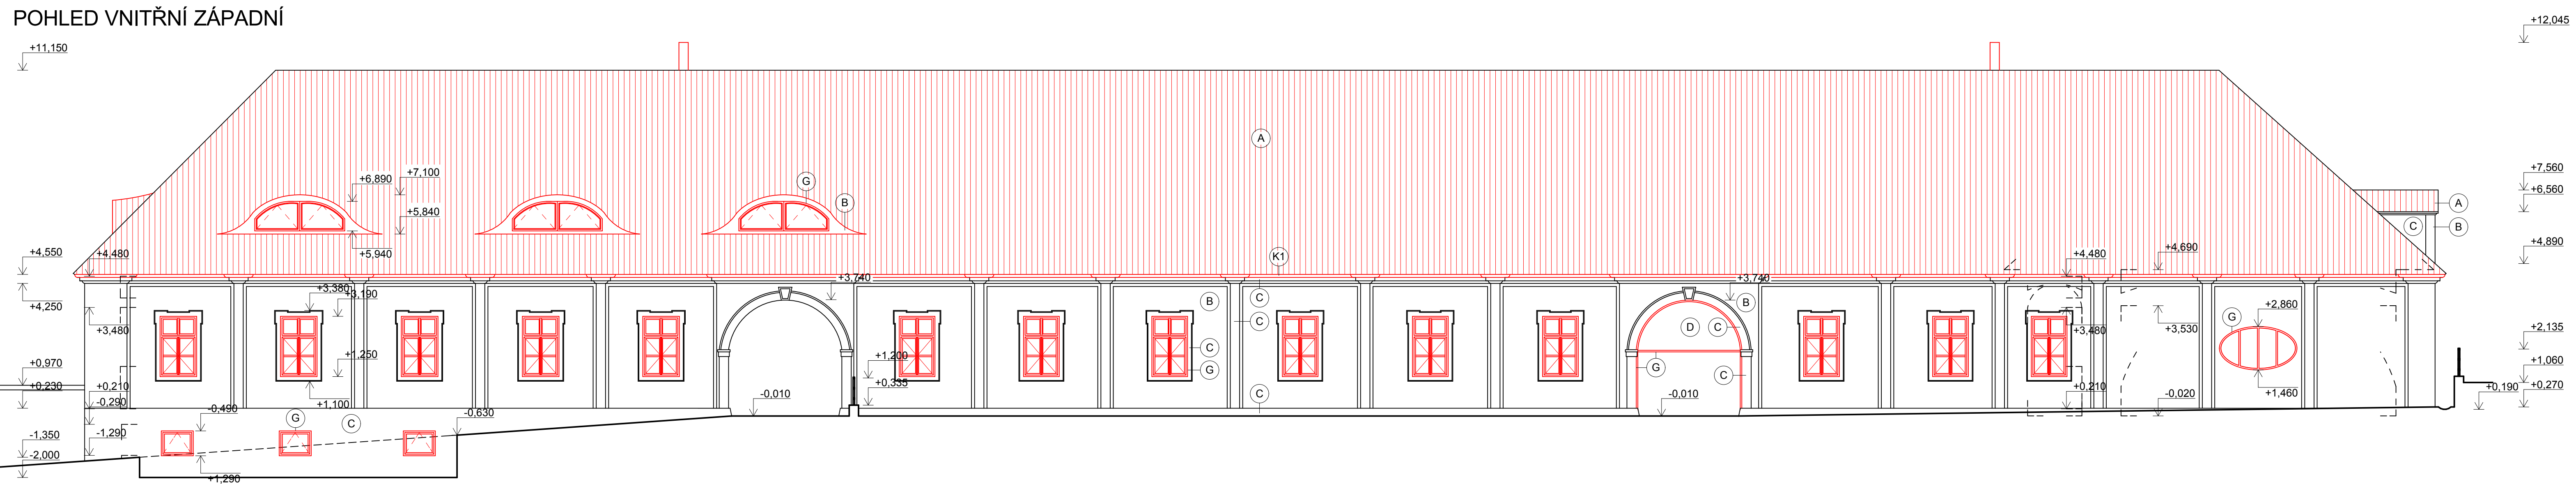 POHLED VNITŘNÍ ZÁPADNÍ
+12,045
+11,150
A
+7,100
+6,890
G
+7,560
+6,560
B
A
+5,840
C
B
+5,940
+4,890
+4,690
+4,550
+4,480
K1
+4,480
+3,740
+3,740
+4,250
+3,380
+3,190
B
C
B
+2,860
+3,480
C
D
C
+3,480
+3,530
G
+2,135
+1,250
+1,200
C
+0,970
G
G
C
+1,060
+0,230
+0,210
+0,335
+0,210
+1,460
+0,190
+0,270
-0,290
+1,100
-0,010
C
-0,010
-0,020
-0,490
G
C
-0,630
-1,350
-1,290
-2,000
+1,290